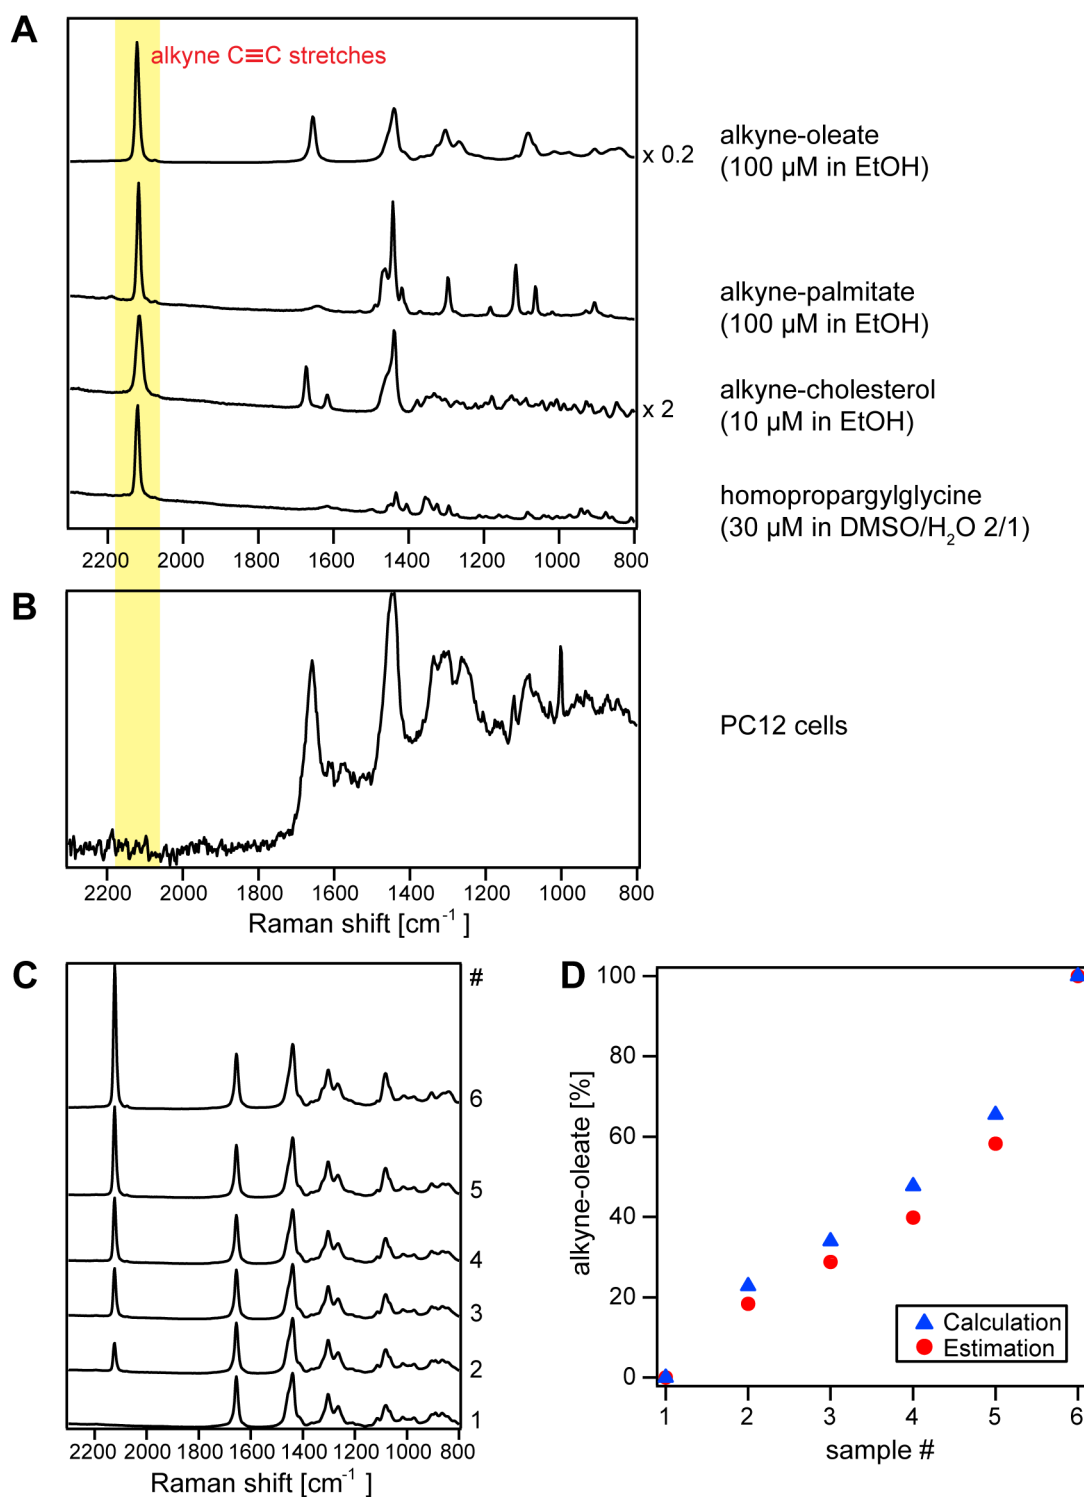 A
alkyne C≡C stretches
x 0.2
alkyne-oleate
(100 µM in EtOH)
alkyne-palmitate
(100 µM in EtOH)
x 2
alkyne-cholesterol
(10 µM in EtOH)
homopropargylglycine
(30 µM in DMSO/H₂O 2/1)
2200 2000 1800 1600 1400 1200 1000 800
B
PC12 cells
2200 2000 1800 1600 1400 1200 1000 800
Raman shift [cm⁻¹ ]
C
#
6
5
4
3
2
1
2200 2000 1800 1600 1400 1200 1000 800
Raman shift [cm⁻¹ ]
D
100
80
60
40
20
0
alkyne-oleate [%]
Calculation
Estimation
1 2 3 4 5 6
sample #